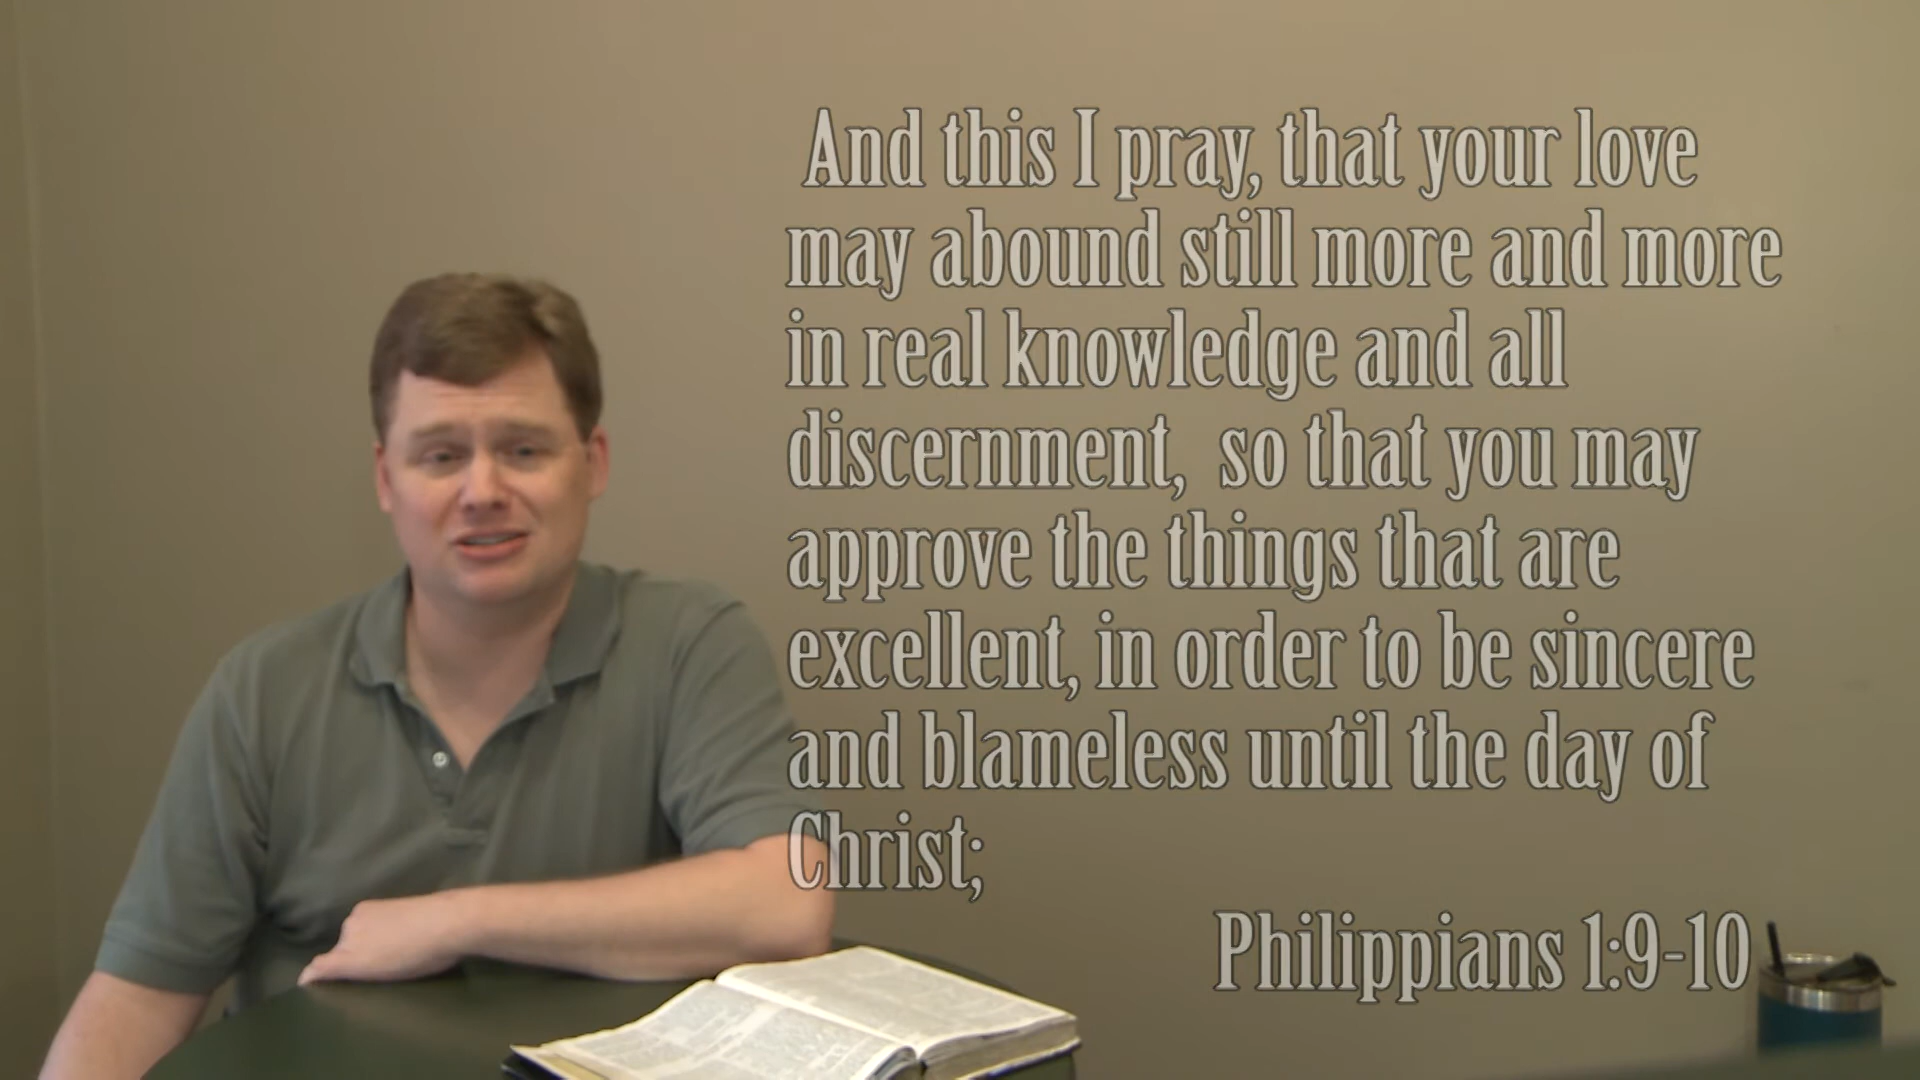 And this I pray, that your love
may abound still more and more
in real knowledge and all
discernment,  so that you may
approve the things that are
excellent, in order to be sincere
and blameless until the day of
Christ;
Philippians 1:9-10